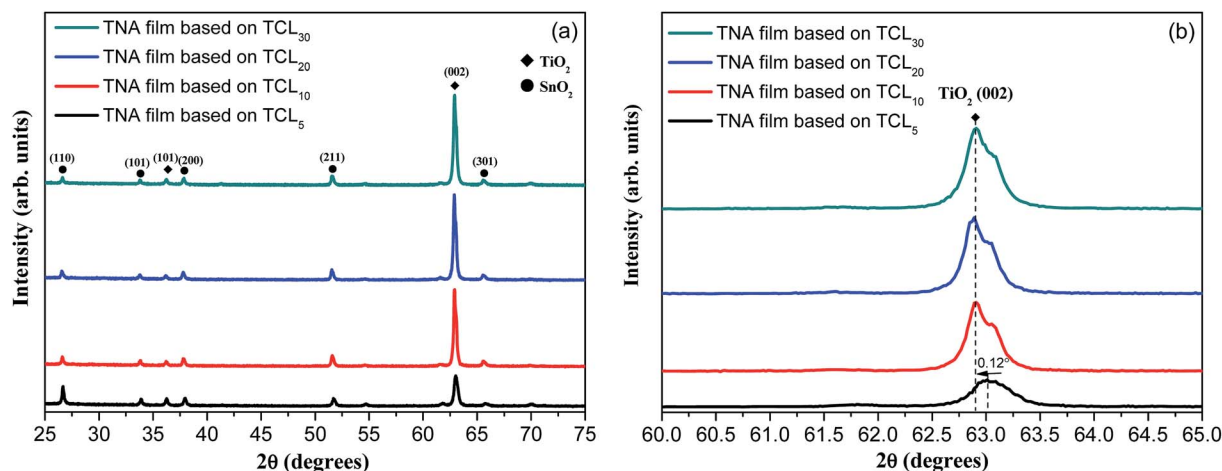 (a)
TNA film based on TCL30
TNA film based on TCL20
TNA film based on TCL10
TNA film based on TCL5
◆ TiO2
● SnO2
(110)
(101)
(101)
(200)
(211)
(002)
(301)
Intensity (arb. units)
25 30 35 40 45 50 55 60 65 70 75
2θ (degrees)
(b)
TNA film based on TCL30
TNA film based on TCL20
TNA film based on TCL10
TNA film based on TCL5
TiO2 (002)
0.12°
Intensity (arb. units)
60.0 60.5 61.0 61.5 62.0 62.5 63.0 63.5 64.0 64.5 65.0
2θ (degrees)